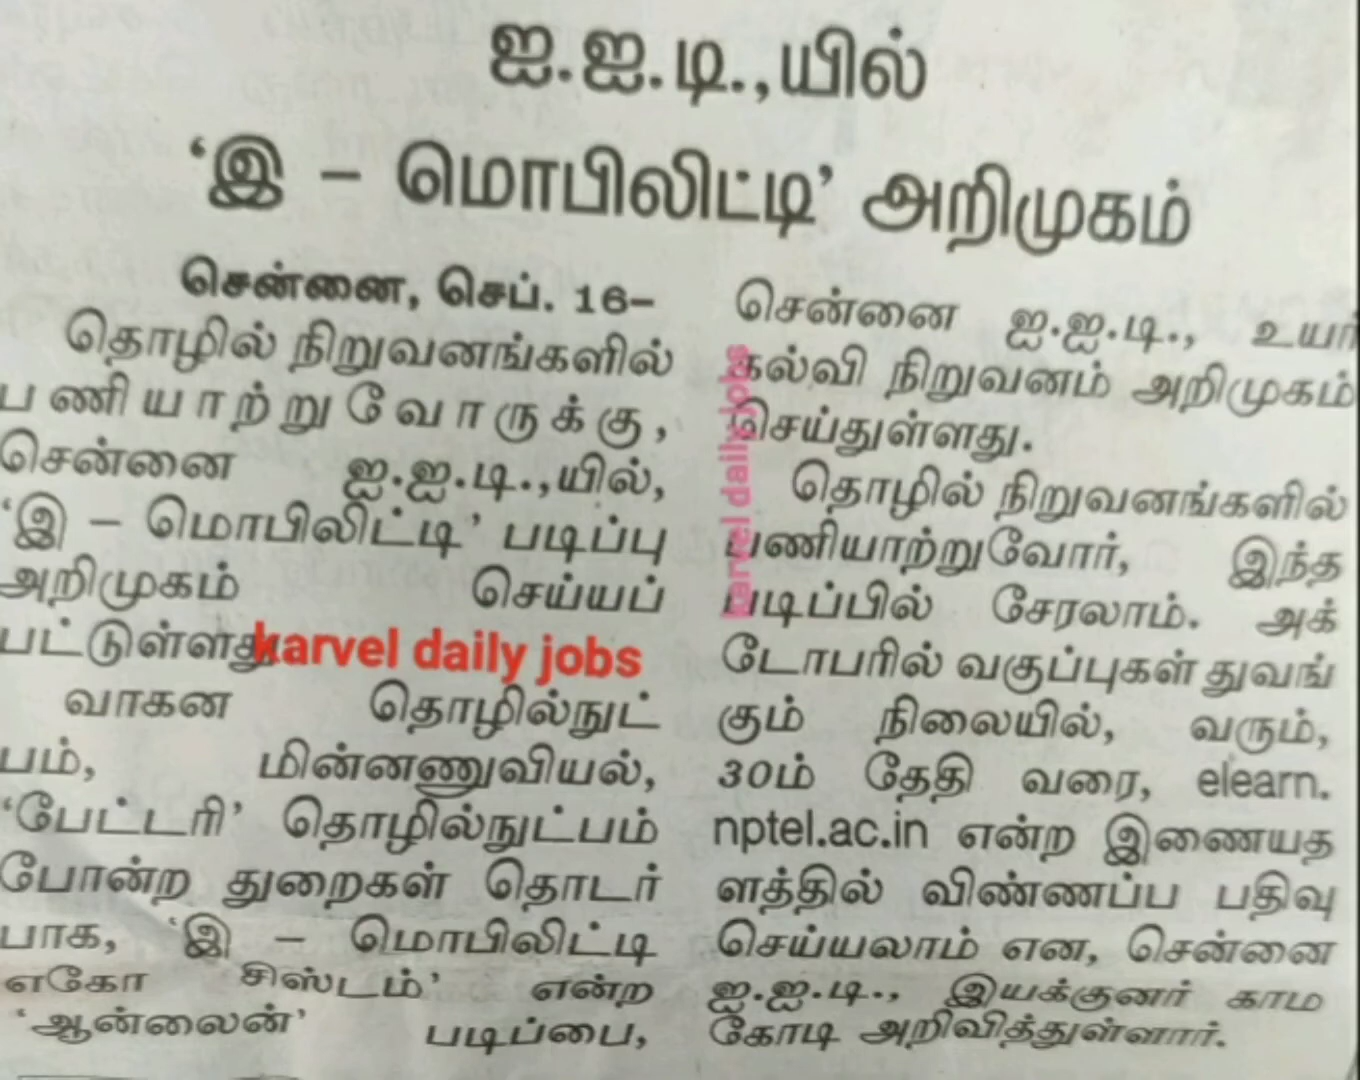 ஐ.ஐ.டி.,யில்
‘இ – மொபிலிட்டி’ அறிமுகம்
சென்னை, செப். 16–
தொழில் நிறுவனங்களில்
பணியாற்றுவோருக்கு,
சென்னை ஐ.ஐ.டி.,யில்,
‘இ – மொபிலிட்டி’ படிப்பு
அறிமுகம் செய்யப்
பட்டுள்ளது
karvel daily jobs
வாகன தொழில்நுட்
பம், மின்னணுவியல்,
‘பேட்டரி’ தொழில்நுட்பம்
போன்ற துறைகள் தொடர்
பாக, ‘இ – மொபிலிட்டி
எகோ சிஸ்டம்’ என்ற
‘ஆன்லைன்’ படிப்பை,
சென்னை ஐ.ஐ.டி., உயர்
கல்வி நிறுவனம் அறிமுகம்
செய்துள்ளது.
தொழில் நிறுவனங்களில்
பணியாற்றுவோர், இந்த
படிப்பில் சேரலாம். அக்
டோபரில் வகுப்புகள் துவங்
கும் நிலையில், வரும்,
30ம் தேதி வரை, elearn.
nptel.ac.in என்ற இணையத
ளத்தில் விண்ணப்ப பதிவு
செய்யலாம் என, சென்னை
ஐ.ஐ.டி., இயக்குனர் காம
கோடி அறிவித்துள்ளார்.
karvel daily jobs